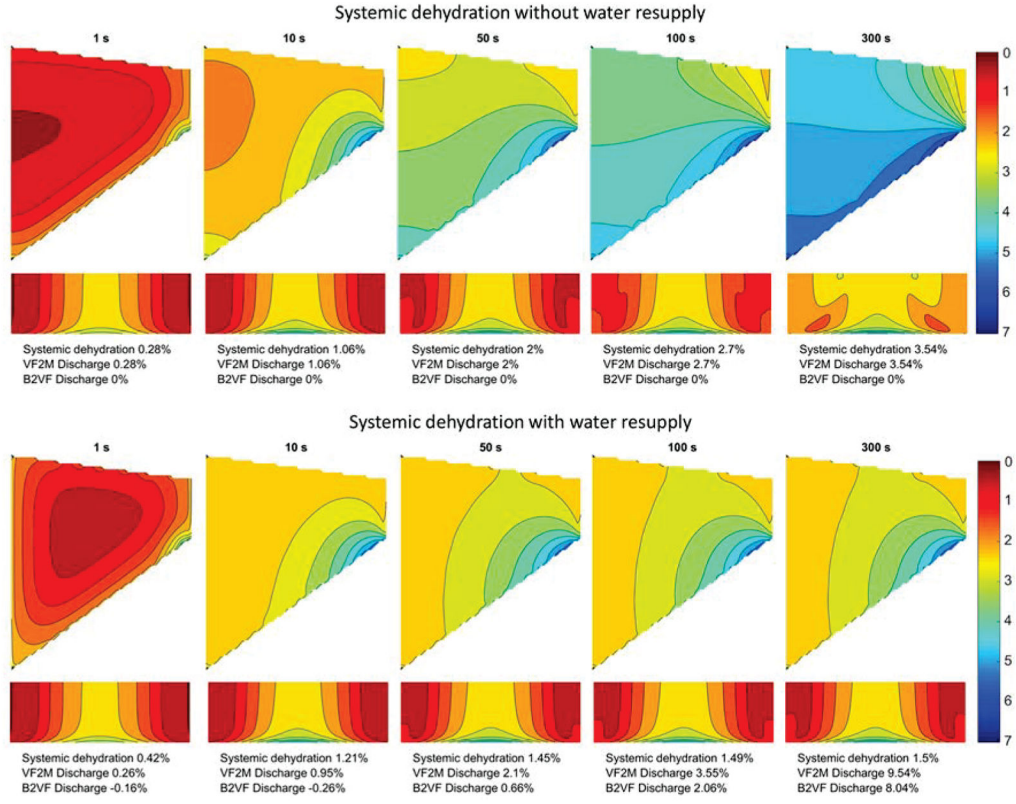 Systemic dehydration without water resupply
1 s 10 s 50 s 100 s 300 s
0
1
2
3
4
5
6
7
Systemic dehydration 0.28%
VF2M Discharge 0.28%
B2VF Discharge 0%
Systemic dehydration 1.06%
VF2M Discharge 1.06%
B2VF Discharge 0%
Systemic dehydration 2%
VF2M Discharge 2%
B2VF Discharge 0%
Systemic dehydration 2.7%
VF2M Discharge 2.7%
B2VF Discharge 0%
Systemic dehydration 3.54%
VF2M Discharge 3.54%
B2VF Discharge 0%
Systemic dehydration with water resupply
1 s 10 s 50 s 100 s 300 s
0
1
2
3
4
5
6
7
Systemic dehydration 0.42%
VF2M Discharge 0.26%
B2VF Discharge -0.16%
Systemic dehydration 1.21%
VF2M Discharge 0.95%
B2VF Discharge -0.26%
Systemic dehydration 1.45%
VF2M Discharge 2.1%
B2VF Discharge 0.66%
Systemic dehydration 1.49%
VF2M Discharge 3.55%
B2VF Discharge 2.06%
Systemic dehydration 1.5%
VF2M Discharge 9.54%
B2VF Discharge 8.04%